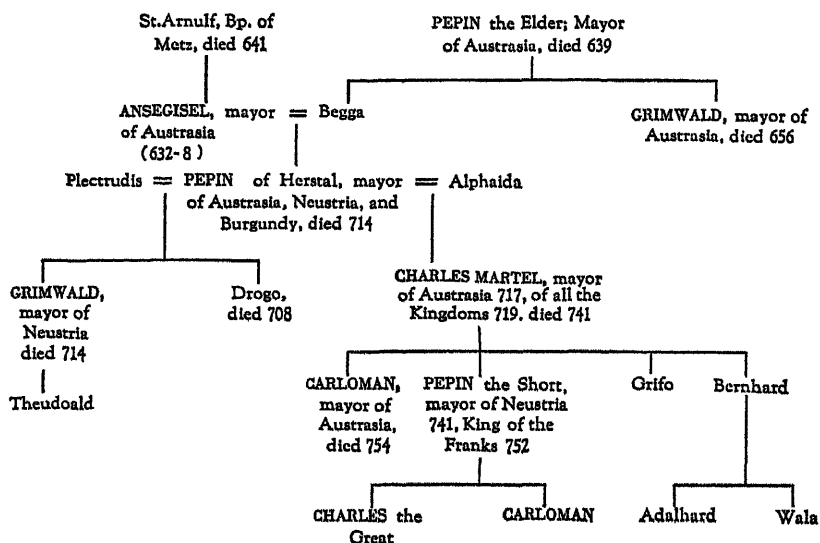 St.Arnulf, Bp. of
Metz, died 641
PEPIN the Elder; Mayor
of Austrasia, died 639
ANSEGISEL, mayor = Begga
of Austrasia
(632-8)
GRIMWALD, mayor of
Austrasia, died 656
Plectrudis = PEPIN of Herstal, mayor = Alphaida
of Austrasia, Neustria, and
Burgundy, died 714
GRIMWALD,
mayor of
Neustria
died 714
Drogo,
died 708
CHARLES MARTEL, mayor
of Austrasia 717, of all the
Kingdoms 719. died 741
Theudoald
CARLOMAN,
mayor of
Austrasia,
died 754
PEPIN the Short,
mayor of Neustria
741, King of the
Franks 752
Grifo
Bernhard
CHARLES the
Great
CARLOMAN
Adalhard
Wala